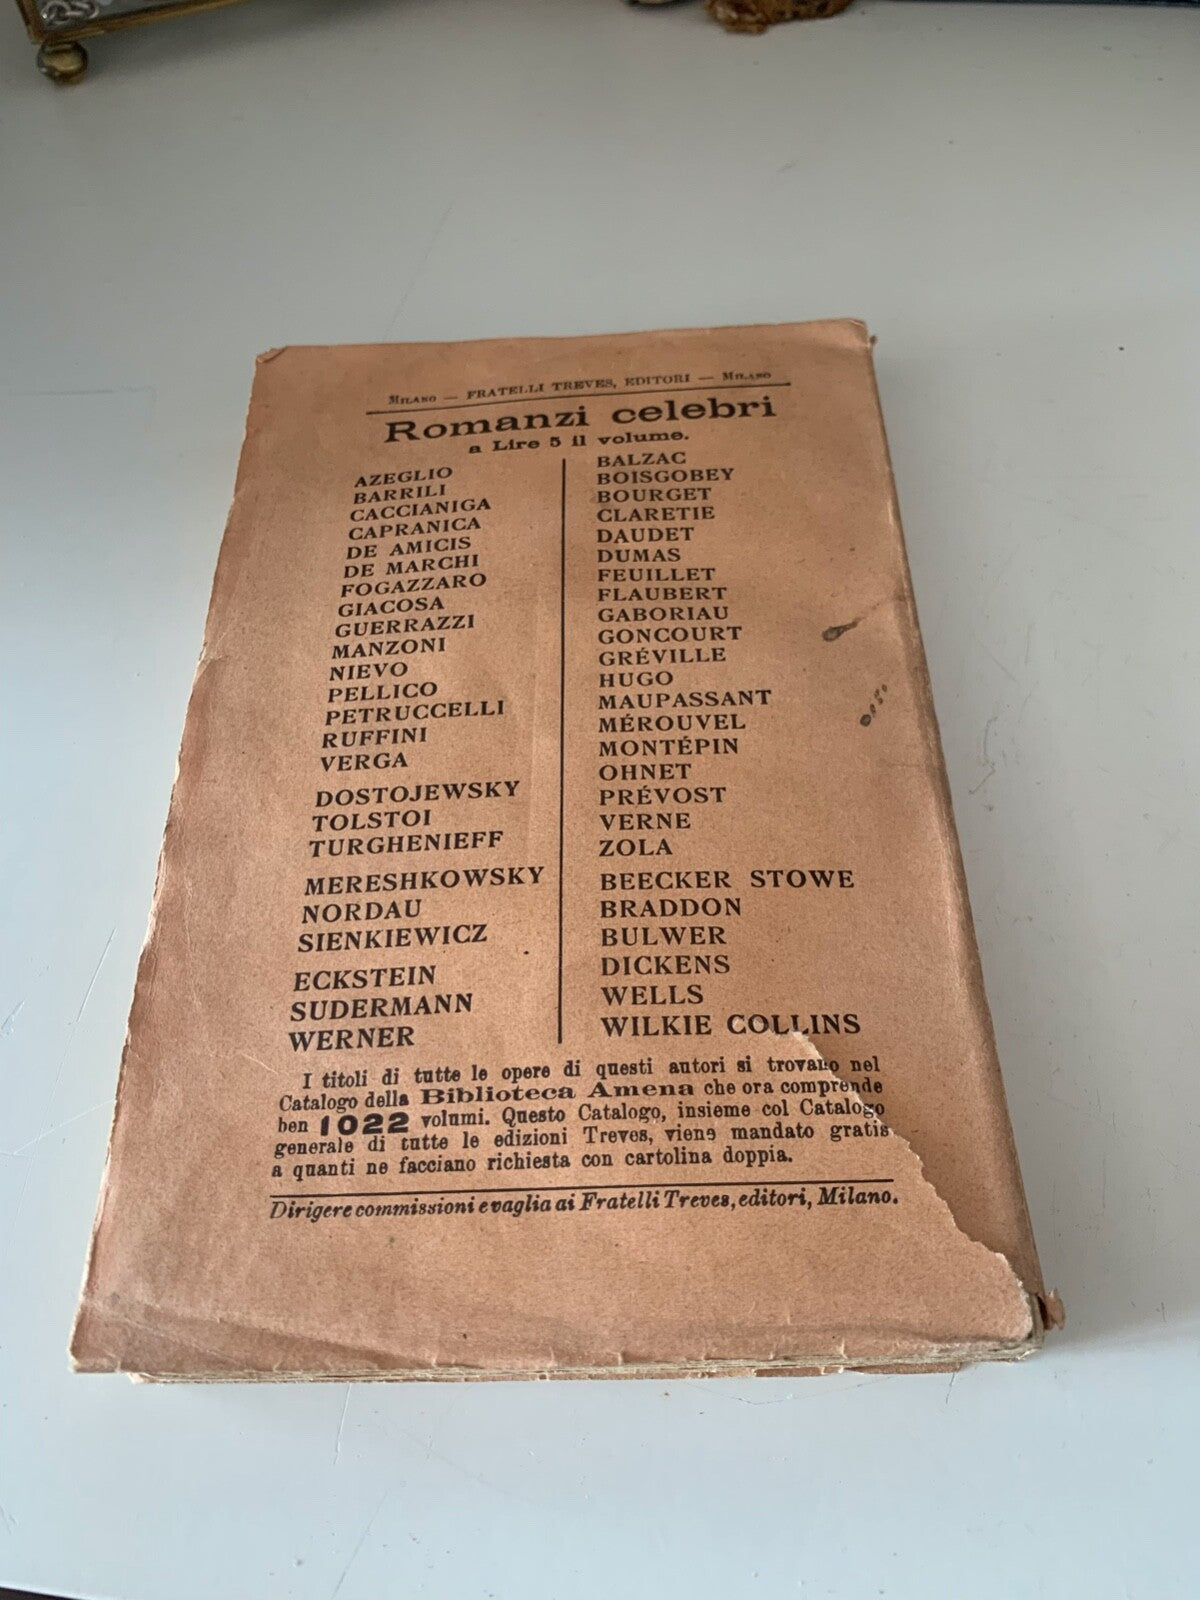 MILANO — FRATELLI TREVES, EDITORI — MILANO
Romanzi celebri
a Lire 5 il volume.
AZEGLIO
BARRILI
CACCIANIGA
CAPRANICA
DE AMICIS
DE MARCHI
FOGAZZARO
GIACOSA
GUERRAZZI
MANZONI
NIEVO
PELLICO
PETRUCCELLI
RUFFINI
VERGA
DOSTOJEWSKY
TOLSTOI
TURGHENIEFF
MERESHKOWSKY
NORDAU
SIENKIEWICZ
ECKSTEIN
SUDERMANN
WERNER
BALZAC
BOISGOBEY
BOURGET
CLARETIE
DAUDET
DUMAS
FEUILLET
FLAUBERT
GABORIAU
GONCOURT
GRÉVILLE
HUGO
MAUPASSANT
MÉROUVEL
MONTÉPIN
OHNET
PRÉVOST
VERNE
ZOLA
BEECKER STOWE
BRADDON
BULWER
DICKENS
WELLS
WILKIE COLLINS
I titoli di tutte le opere di questi autori si trovano nel
Catalogo della Biblioteca Amena che ora comprende
ben 1022 volumi. Questo Catalogo, insieme col Catalogo
generale di tutte le edizioni Treves, viene mandato gratis
a quanti ne facciano richiesta con cartolina doppia.
Dirigere commissioni e vaglia ai Fratelli Treves, editori, Milano.